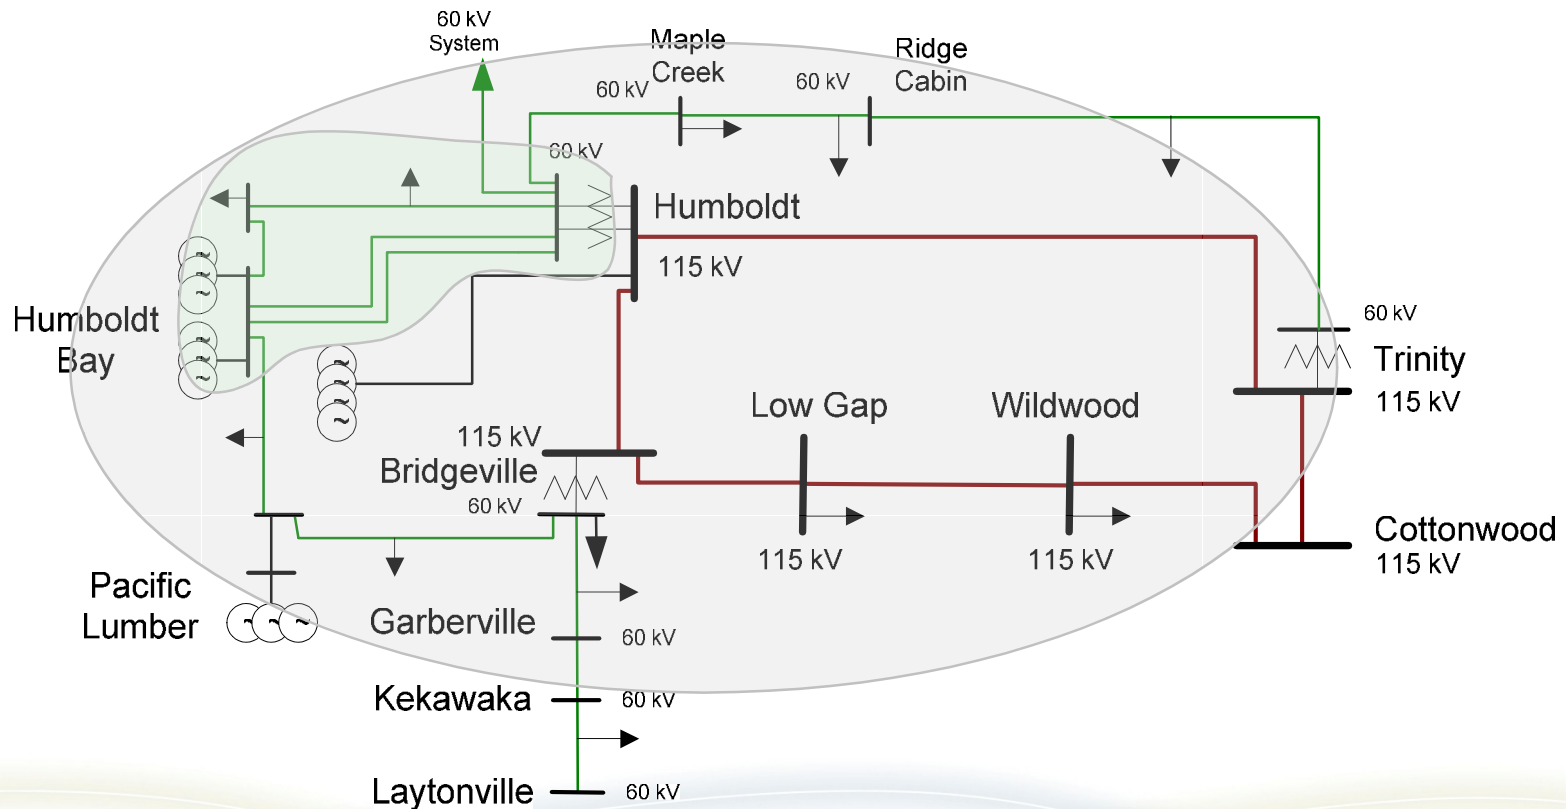 60 kV
System
Maple
Creek
Ridge
Cabin
60 kV
60 kV
60 kV
Humboldt
115 kV
Humboldt
Bay
60 kV
Trinity
115 kV
Low Gap
Wildwood
115 kV
Bridgeville
60 kV
115 kV
115 kV
Cottonwood
115 kV
Pacific
Lumber
Garberville
60 kV
Kekawaka
60 kV
Laytonville
60 kV
~
~
~
~
~
~
~
~
~
~
~
~
~